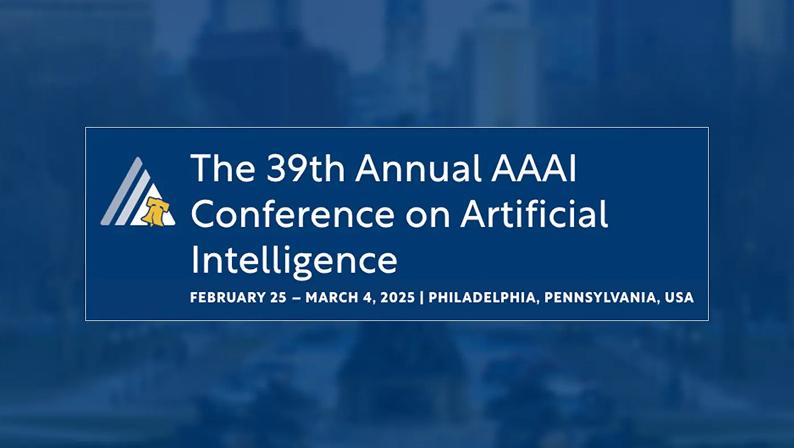 The 39th Annual AAAI
Conference on Artificial
Intelligence
FEBRUARY 25 – MARCH 4, 2025 | PHILADELPHIA, PENNSYLVANIA, USA